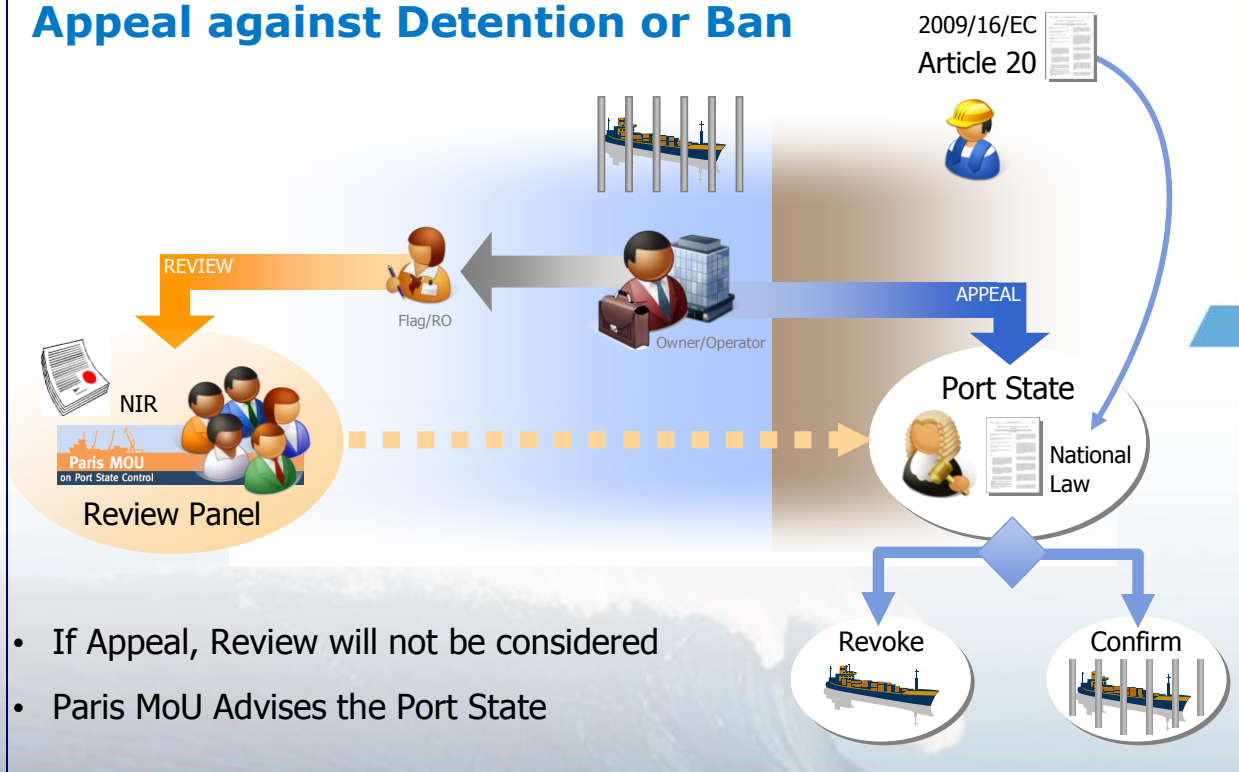 Appeal against Detention or Ban
2009/16/EC
Article 20
REVIEW
Flag/RO
Owner/Operator
APPEAL
NIR
Paris MOU
on Port State Control
Review Panel
Port State
National
Law
Revoke
Confirm
• If Appeal, Review will not be considered
• Paris MoU Advises the Port State